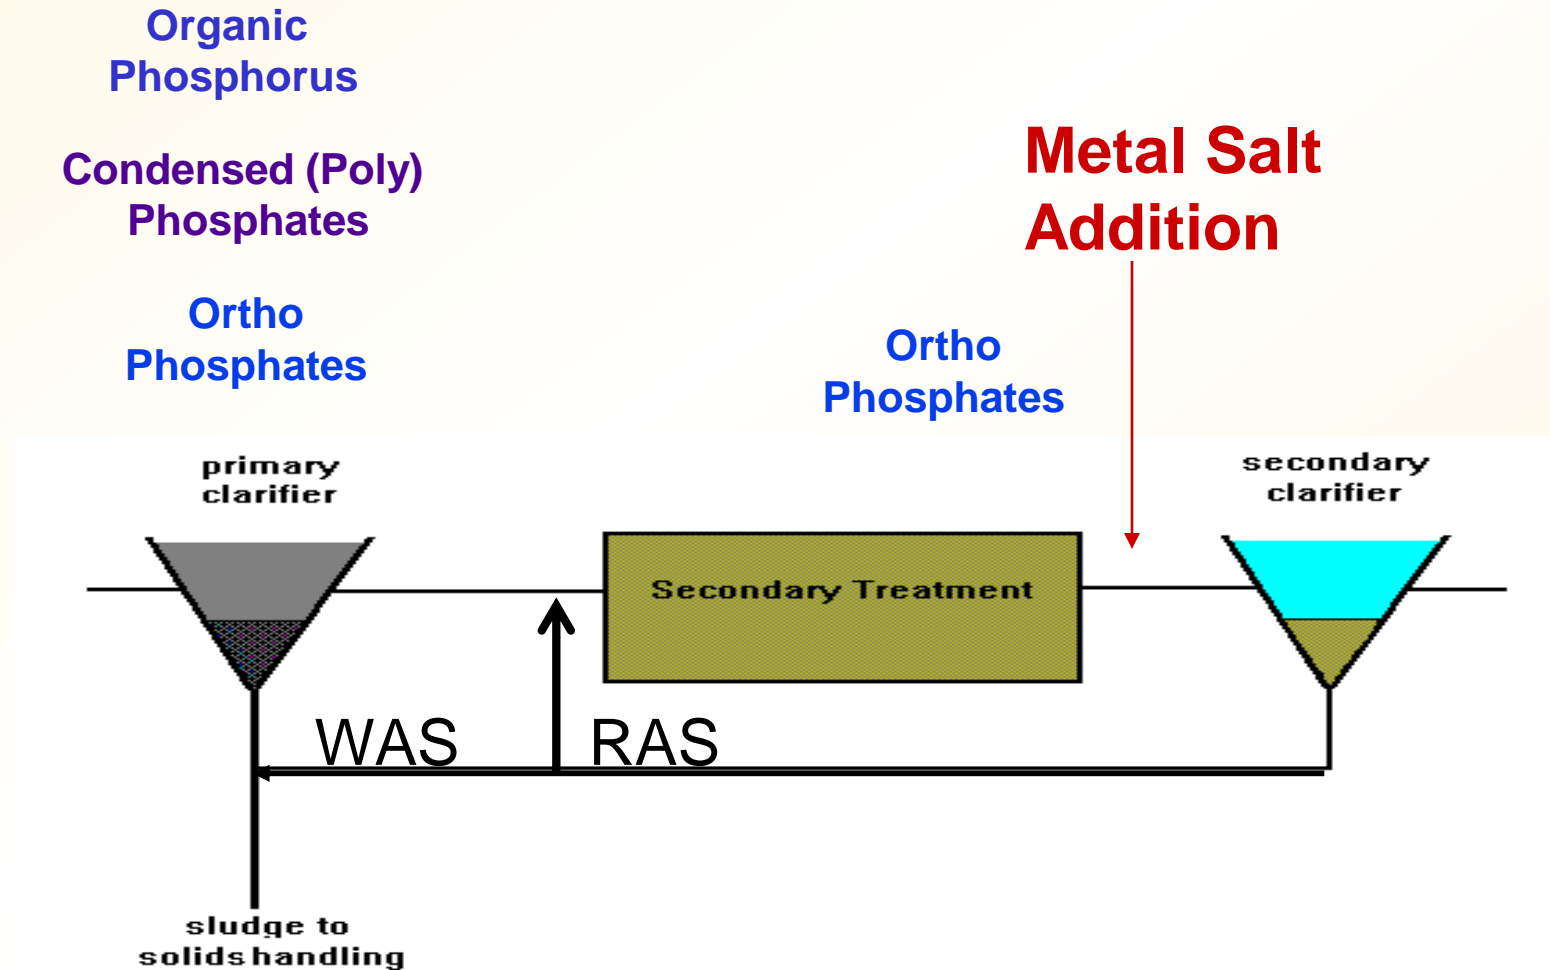 Organic
Phosphorus
Condensed (Poly)
Phosphates
Ortho
Phosphates
Metal Salt
Addition
Ortho
Phosphates
primary
clarifier
secondary
clarifier
Secondary Treatment
WAS
RAS
sludge to
solids handling